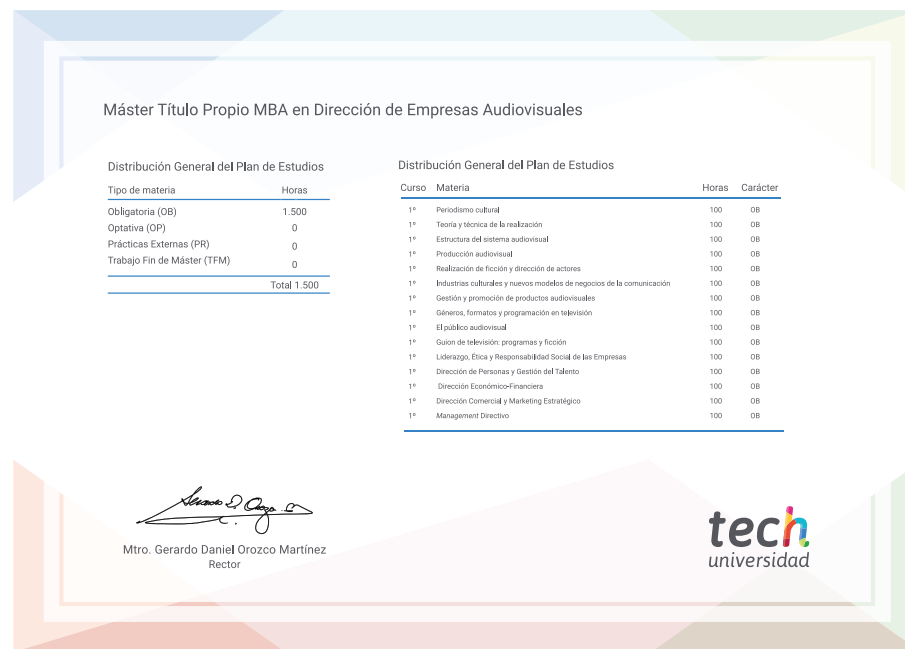 Máster Título Propio MBA en Dirección de Empresas Audiovisuales
Distribución General del Plan de Estudios
Tipo de materia Horas
Obligatoria (OB) 1.500
Optativa (OP) 0
Prácticas Externas (PR) 0
Trabajo Fin de Máster (TFM) 0
Total 1.500
Distribución General del Plan de Estudios
Curso Materia Horas Carácter
1º Periodismo cultural 100 OB
1º Teoría y técnica de la realización 100 OB
1º Estructura del sistema audiovisual 100 OB
1º Producción audiovisual 100 OB
1º Realización de ficción y dirección de actores 100 OB
1º Industrias culturales y nuevos modelos de negocios de la comunicación 100 OB
1º Gestión y promoción de productos audiovisuales 100 OB
1º Géneros, formatos y programación en televisión 100 OB
1º El público audiovisual 100 OB
1º Guion de televisión: programas y ficción 100 OB
1º Liderazgo, Ética y Responsabilidad Social de las Empresas 100 OB
1º Dirección de Personas y Gestión del Talento 100 OB
1º Dirección Económico-Financiera 100 OB
1º Dirección Comercial y Marketing Estratégico 100 OB
1º Management Directivo 100 OB
Mtro. Gerardo Daniel Orozco Martínez
Rector
tech
universidad